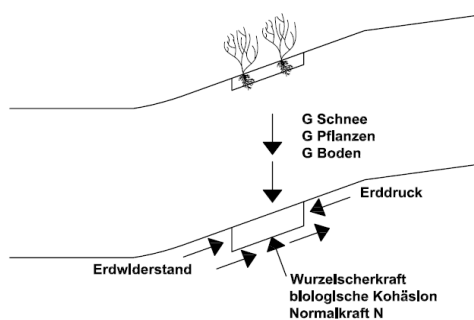 G Schnee
G Pflanzen
G Boden
Erddruck
Erdwiderstand
Wurzelscherkraft
biologische Kohäsion
Normalkraft N